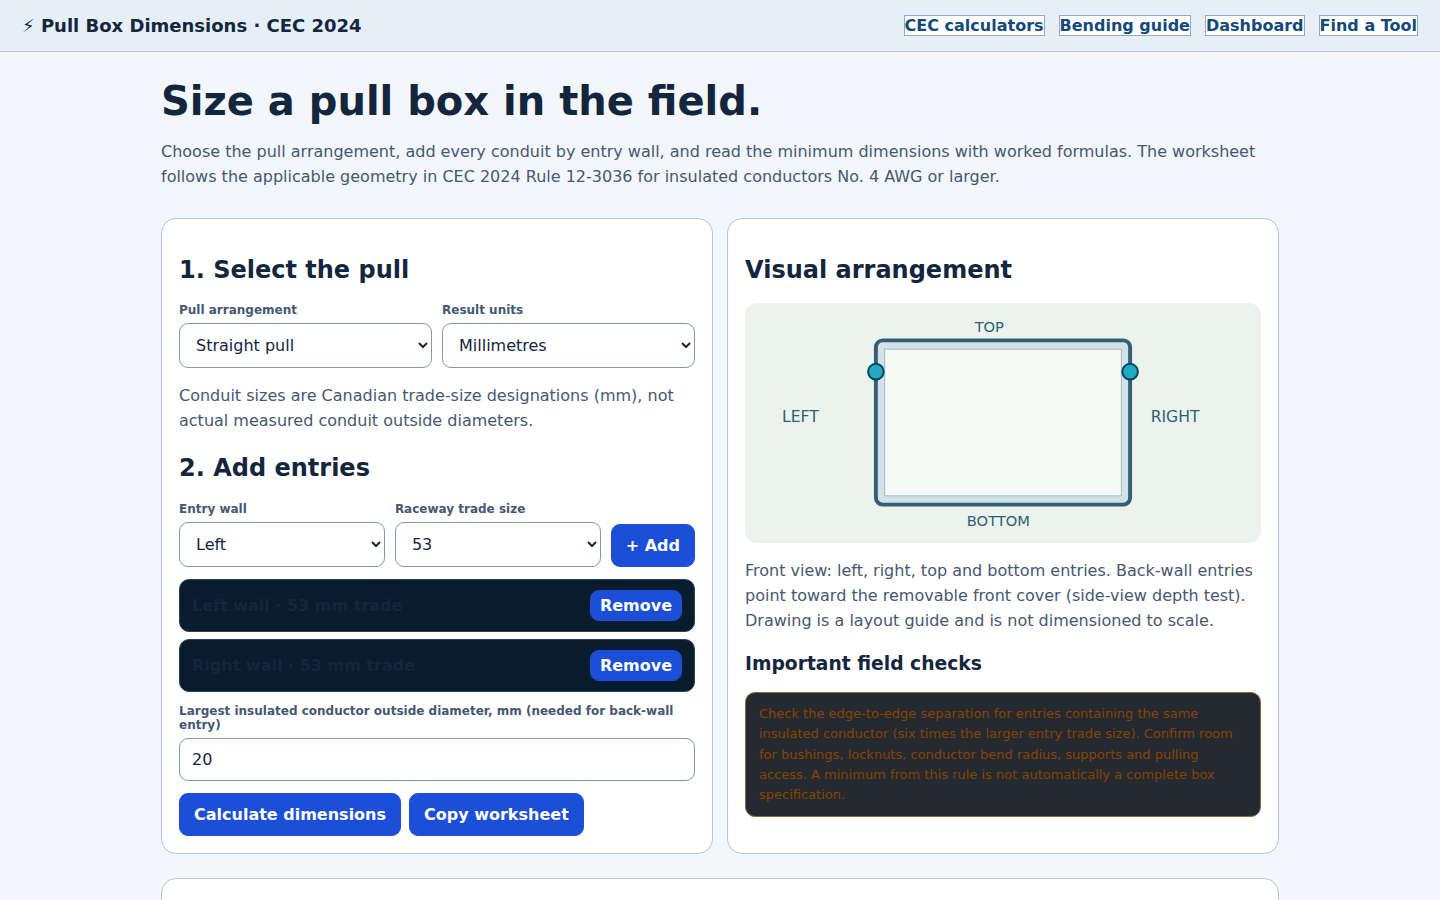 ⚡ Pull Box Dimensions · CEC 2024
CEC calculators
Bending guide
Dashboard
Find a Tool
Size a pull box in the field.
Choose the pull arrangement, add every conduit by entry wall, and read the minimum dimensions with worked formulas. The worksheet
follows the applicable geometry in CEC 2024 Rule 12-3036 for insulated conductors No. 4 AWG or larger.
1. Select the pull
Pull arrangement
Result units
Straight pull
Millimetres
Conduit sizes are Canadian trade-size designations (mm), not
actual measured conduit outside diameters.
2. Add entries
Entry wall
Raceway trade size
Left
53
+ Add
Left wall · 53 mm trade
Remove
Right wall · 53 mm trade
Remove
Largest insulated conductor outside diameter, mm (needed for back-wall
entry)
20
Calculate dimensions
Copy worksheet
Visual arrangement
TOP
LEFT
RIGHT
BOTTOM
Front view: left, right, top and bottom entries. Back-wall entries
point toward the removable front cover (side-view depth test).
Drawing is a layout guide and is not dimensioned to scale.
Important field checks
Check the edge-to-edge separation for entries containing the same
insulated conductor (six times the larger entry trade size). Confirm room
for bushings, locknuts, conductor bend radius, supports and pulling
access. A minimum from this rule is not automatically a complete box
specification.